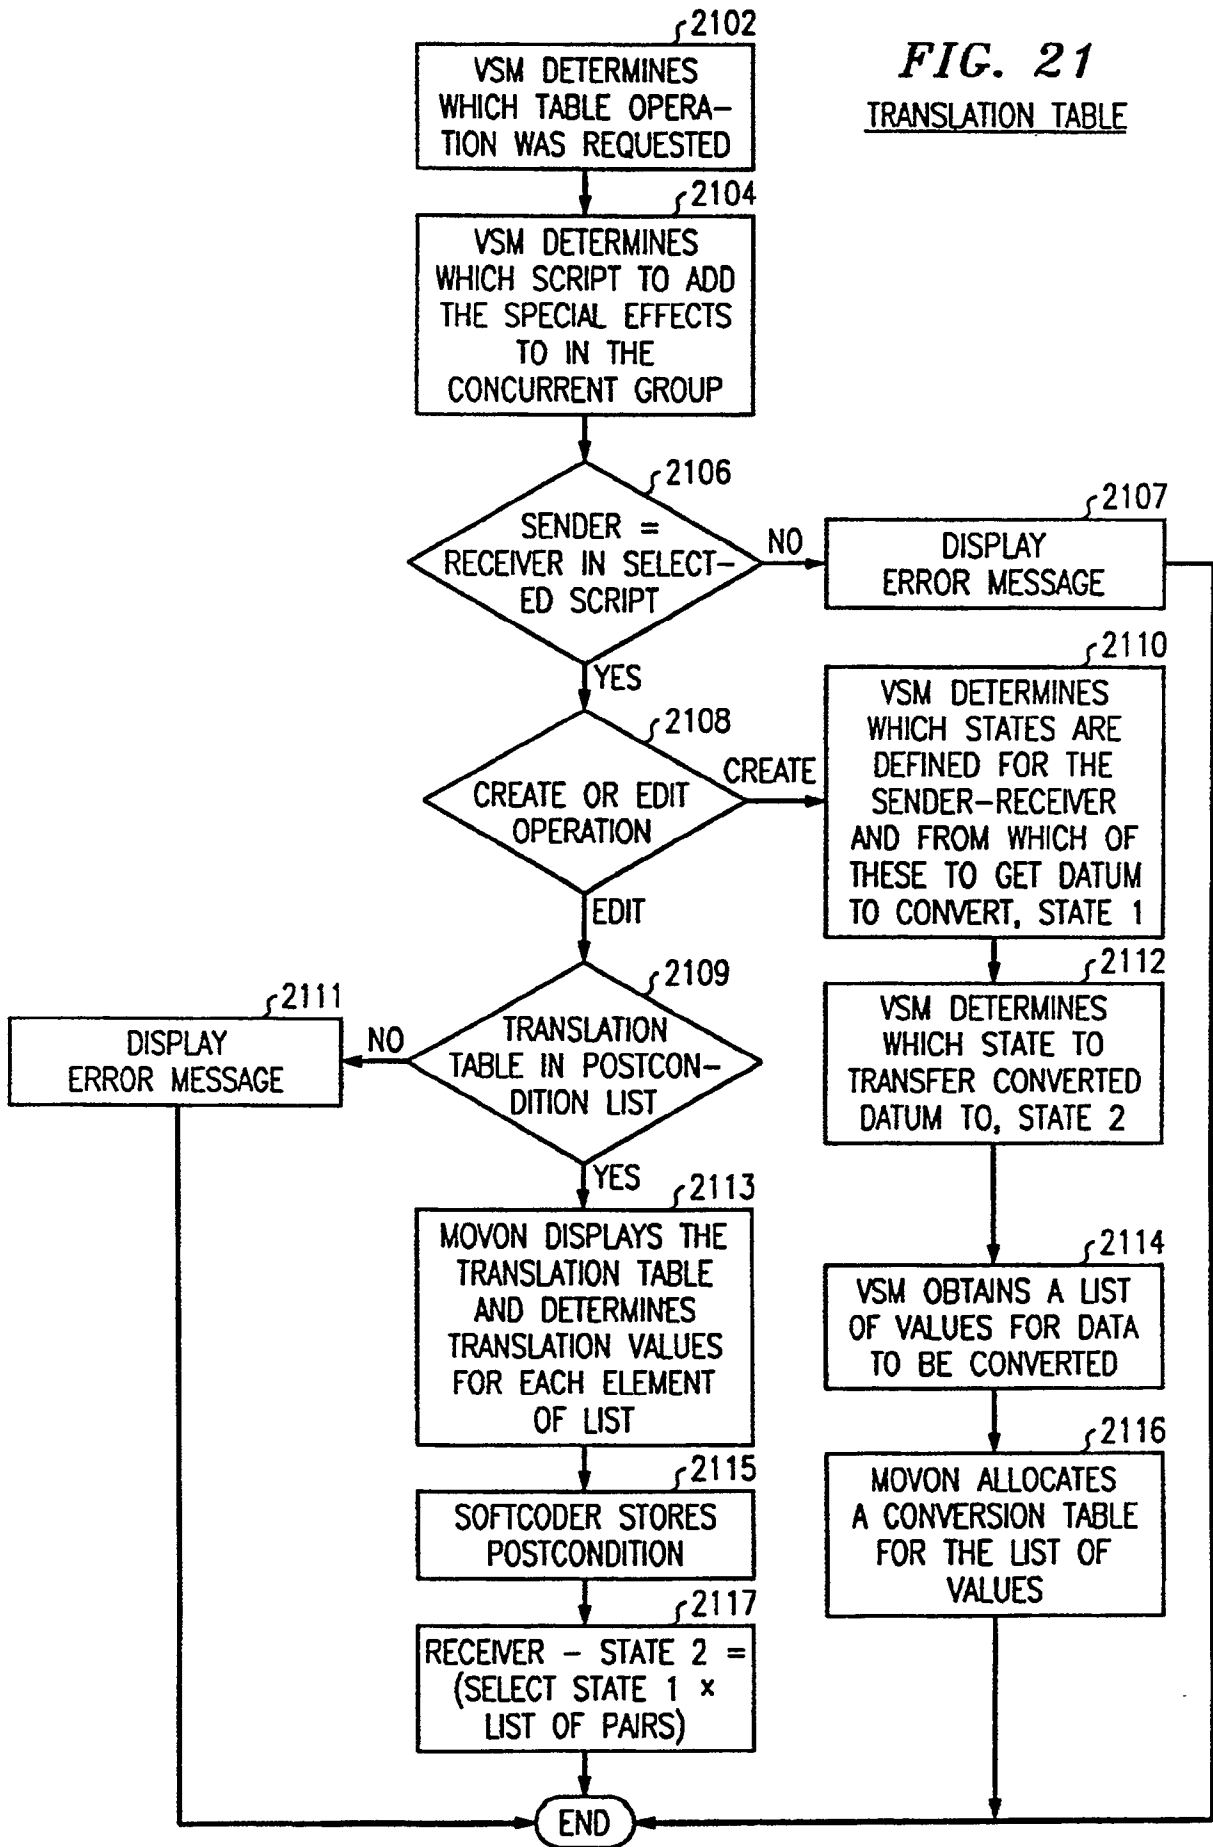 FIG. 21
TRANSLATION TABLE
2102
VSM DETERMINES
WHICH TABLE OPERA-
TION WAS REQUESTED
2104
VSM DETERMINES
WHICH SCRIPT TO ADD
THE SPECIAL EFFECTS
TO IN THE
CONCURRENT GROUP
2106
SENDER =
RECEIVER IN SELECT-
ED SCRIPT
NO
2107
DISPLAY
ERROR MESSAGE
YES
2108
CREATE OR EDIT
OPERATION
CREATE
2110
VSM DETERMINES
WHICH STATES ARE
DEFINED FOR THE
SENDER-RECEIVER
AND FROM WHICH OF
THESE TO GET DATUM
TO CONVERT, STATE 1
EDIT
2109
TRANSLATION
TABLE IN POSTCON-
DITION LIST
NO
2111
DISPLAY
ERROR MESSAGE
2112
VSM DETERMINES
WHICH STATE TO
TRANSFER CONVERTED
DATUM TO, STATE 2
YES
2113
MOVON DISPLAYS THE
TRANSLATION TABLE
AND DETERMINES
TRANSLATION VALUES
FOR EACH ELEMENT
OF LIST
2114
VSM OBTAINS A LIST
OF VALUES FOR DATA
TO BE CONVERTED
2115
SOFTCODER STORES
POSTCONDITION
2116
MOVON ALLOCATES
A CONVERSION TABLE
FOR THE LIST OF
VALUES
2117
RECEIVER - STATE 2 =
(SELECT STATE 1 ×
LIST OF PAIRS)
END